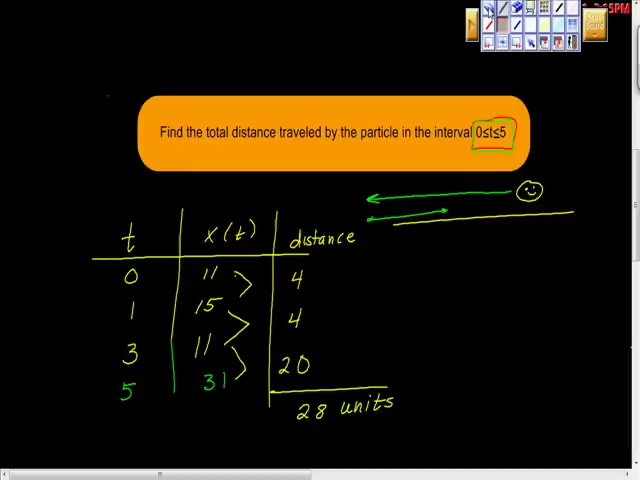 Find the total distance traveled by the particle in the interval 0≤t≤5
t x(t) distance
0 11 4
1 15 4
3 11 20
5 31
28 units